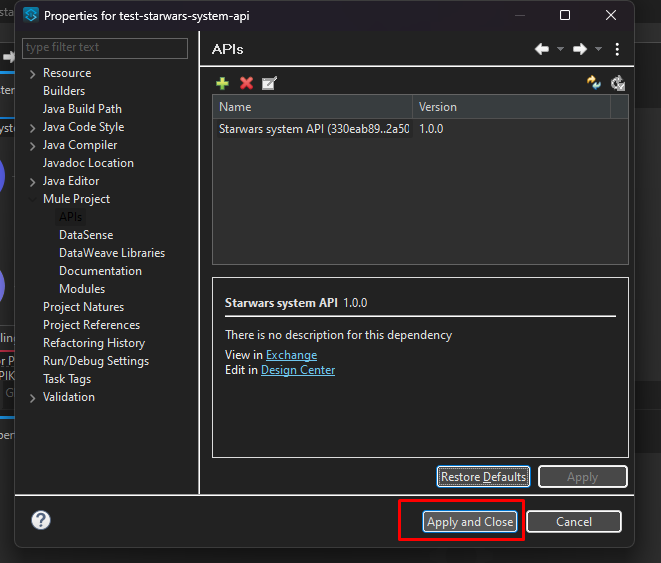 Properties for test-starwars-system-api
type filter text
Resource
Builders
Java Build Path
Java Code Style
Java Compiler
Javadoc Location
Java Editor
Mule Project
APIs
DataSense
DataWeave Libraries
Documentation
Modules
Project Natures
Project References
Refactoring History
Run/Debug Settings
Task Tags
Validation
APIs
Name Version
Starwars system API (330eab89..2a50 1.0.0
Starwars system API 1.0.0
There is no description for this dependency
View in Exchange
Edit in Design Center
Restore Defaults Apply
Apply and Close Cancel